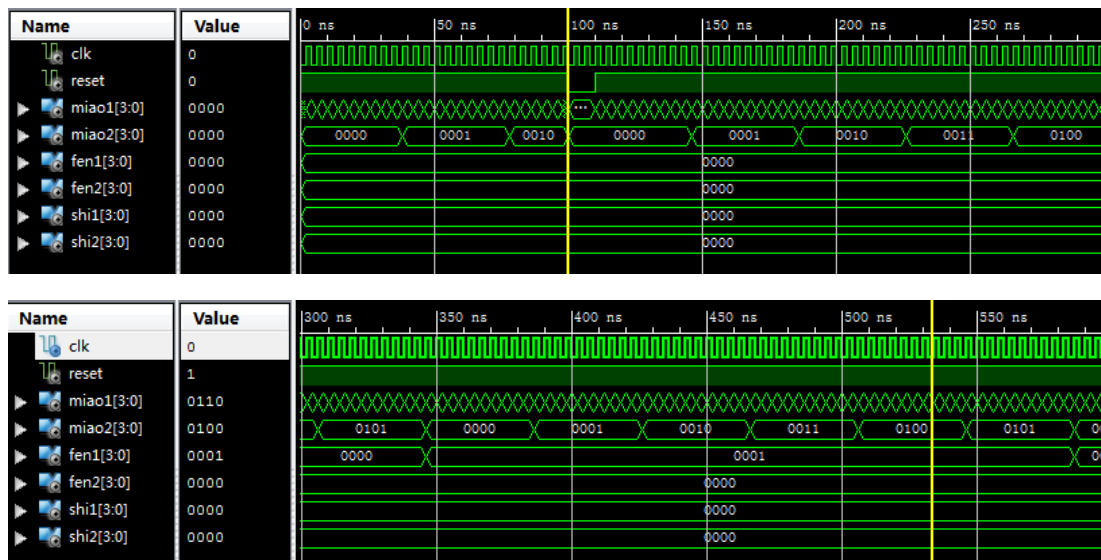 Name Value 0 ns 50 ns 100 ns 150 ns 200 ns 250 ns
clk 0
reset 0
miao1[3:0] 0000 ...
miao2[3:0] 0000 0000 0001 0010 0000 0001 0010 0011 0100
fen1[3:0] 0000 0000
fen2[3:0] 0000 0000
shi1[3:0] 0000 0000
shi2[3:0] 0000 0000
Name Value 300 ns 350 ns 400 ns 450 ns 500 ns 550 ns
clk 0
reset 1
miao1[3:0] 0110
miao2[3:0] 0100 0101 0000 0001 0010 0011 0100 0101
fen1[3:0] 0001 0000 0001
fen2[3:0] 0000 0000
shi1[3:0] 0000 0000
shi2[3:0] 0000 0000